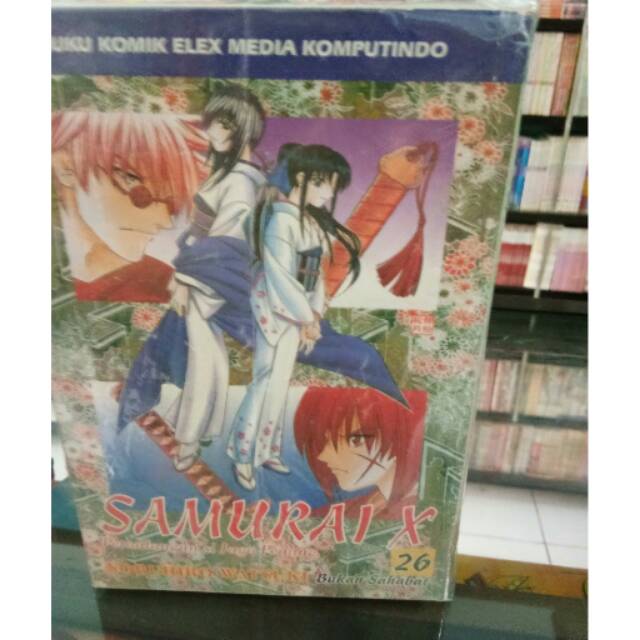 UKU KOMIK ELEX MEDIA KOMPUTINDO
SAMURAI X
26
Bukan Sahabat